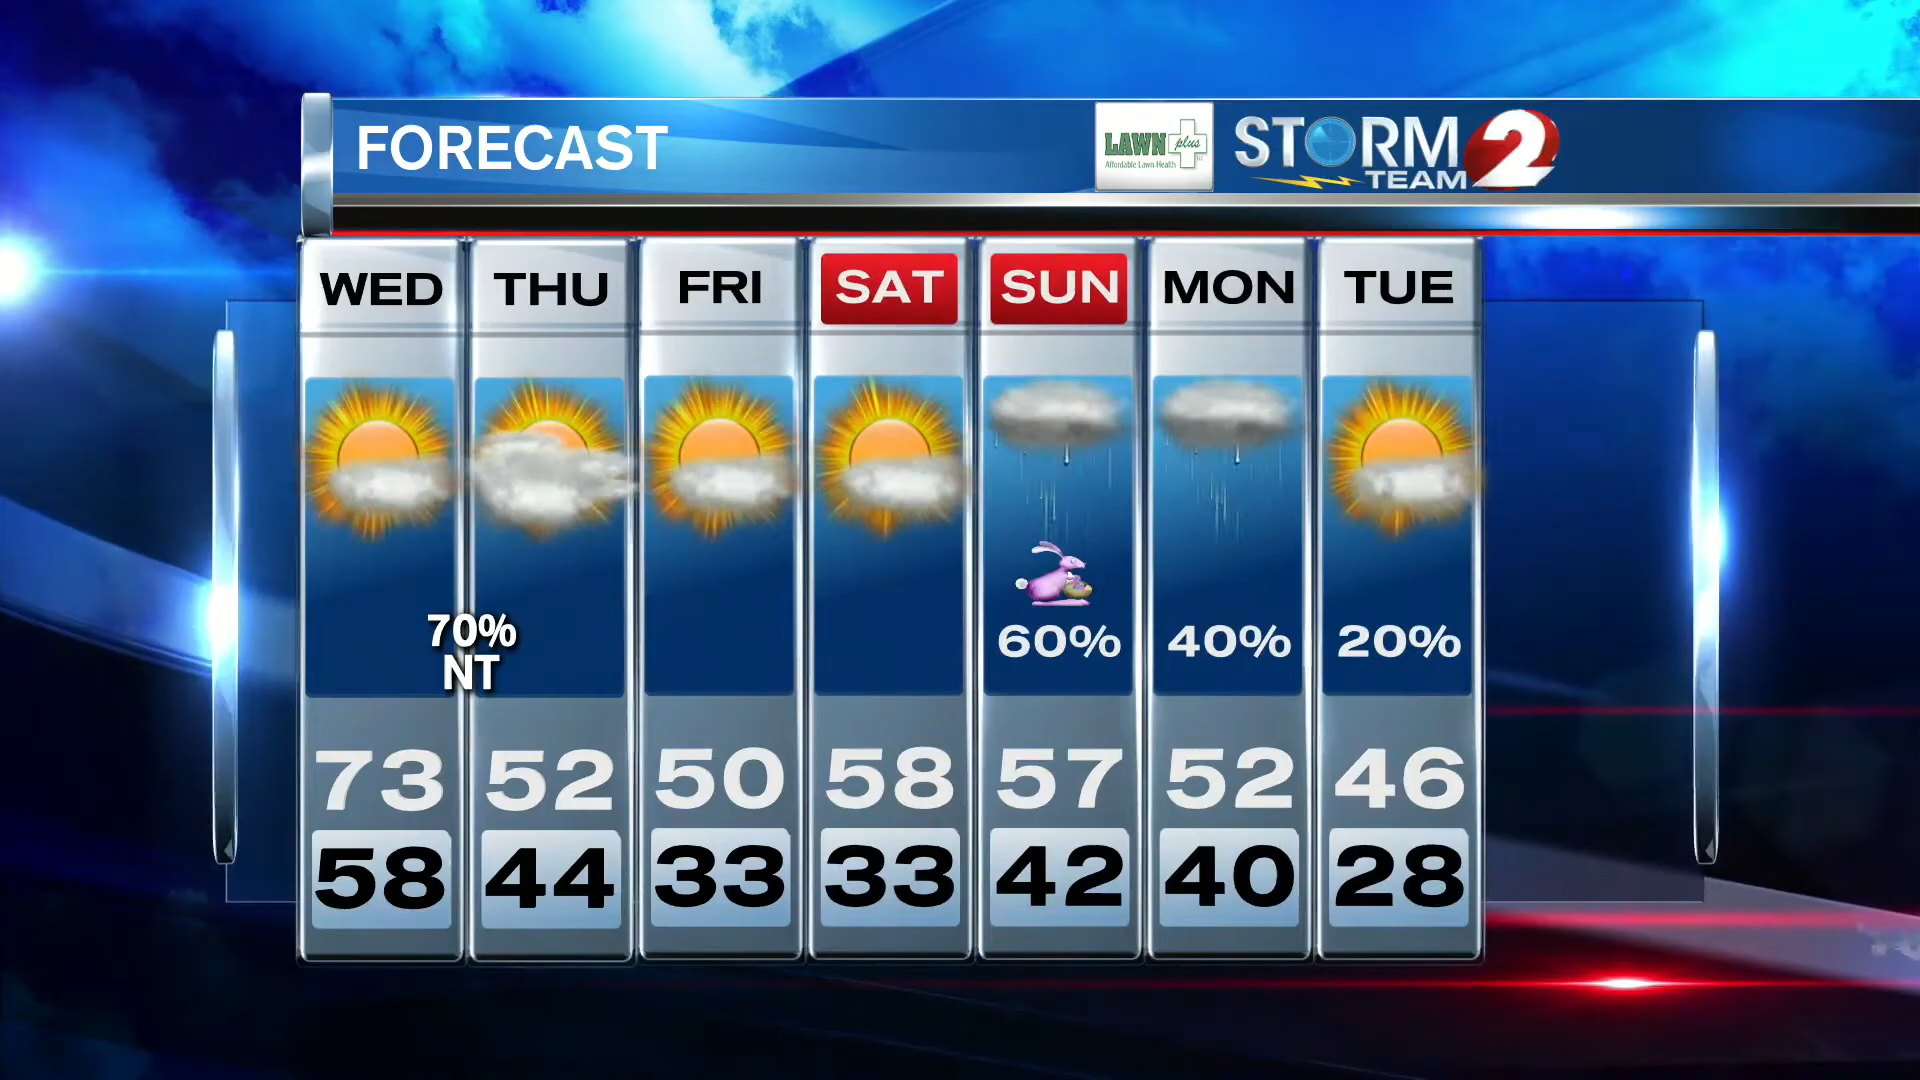 FORECAST
LAWN plus
Affordable Lawn Health
STORM TEAM 2
WED THU FRI SAT SUN MON TUE
70% NT
60% 40% 20%
73 52 50 58 57 52 46
58 44 33 33 42 40 28